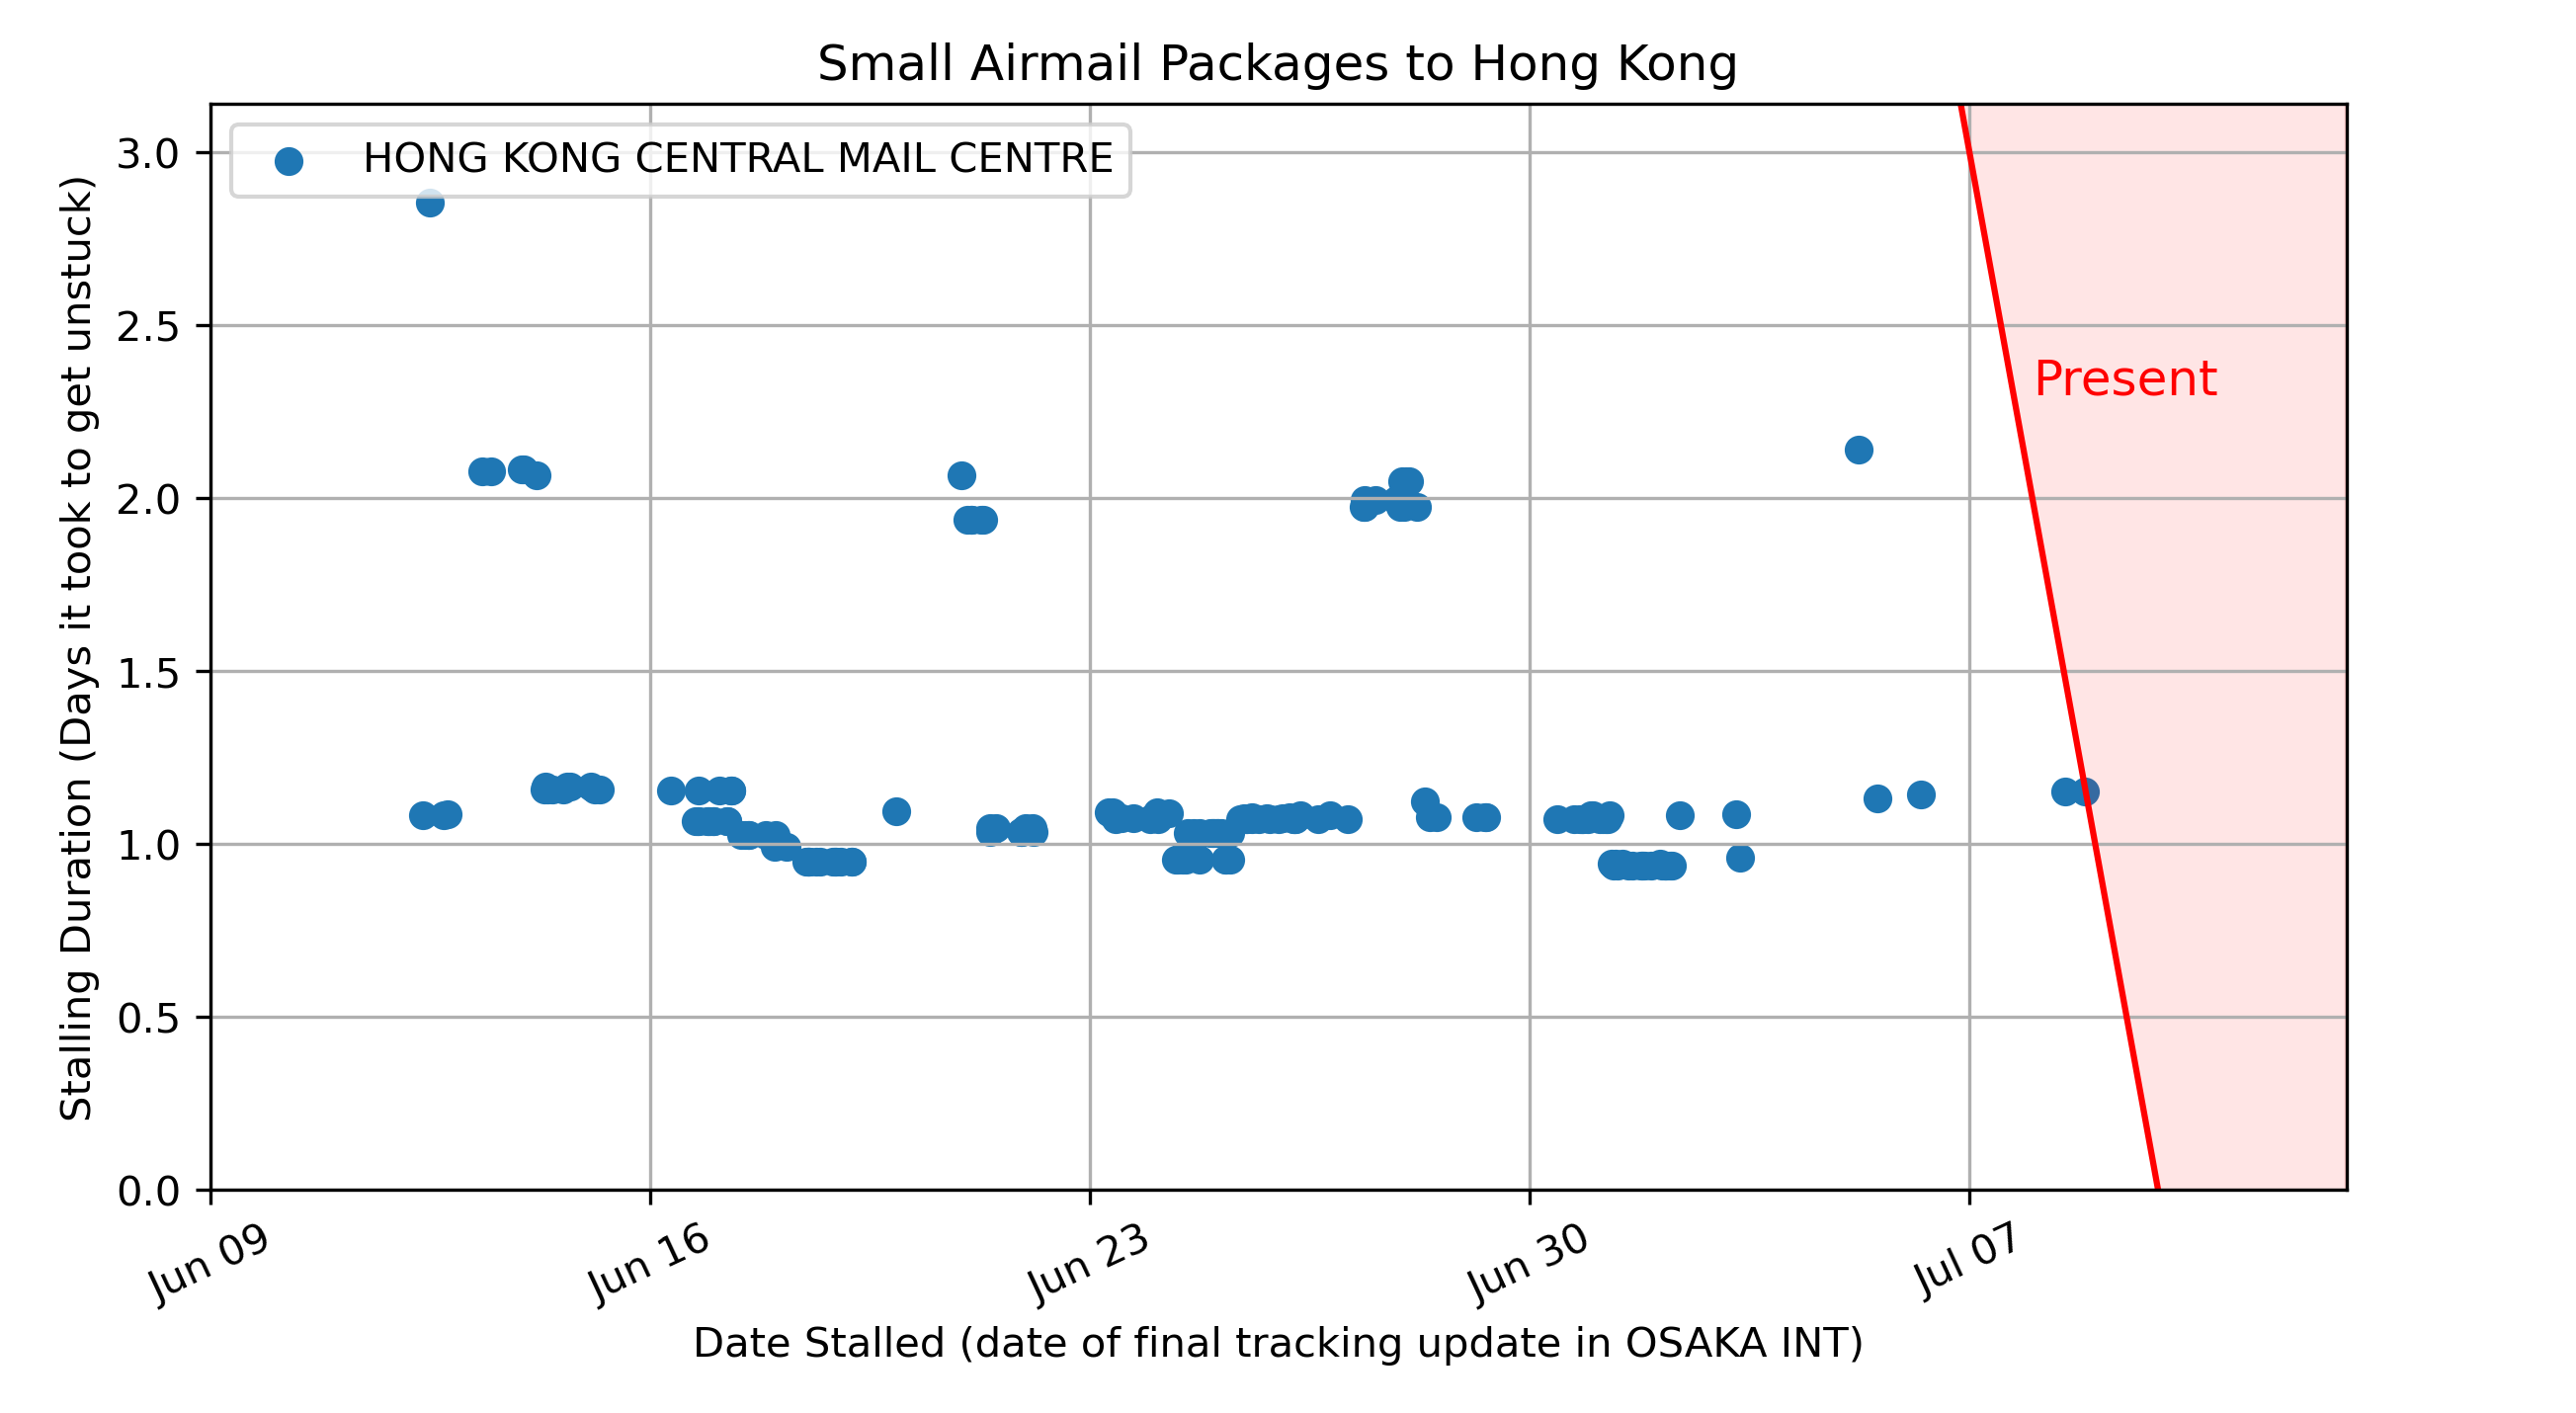 Small Airmail Packages to Hong Kong
HONG KONG CENTRAL MAIL CENTRE
Present
Stalling Duration (Days it took to get unstuck)
3.0
2.5
2.0
1.5
1.0
0.5
0.0
Jun 09
Jun 16
Jun 23
Jun 30
Jul 07
Date Stalled (date of final tracking update in OSAKA INT)